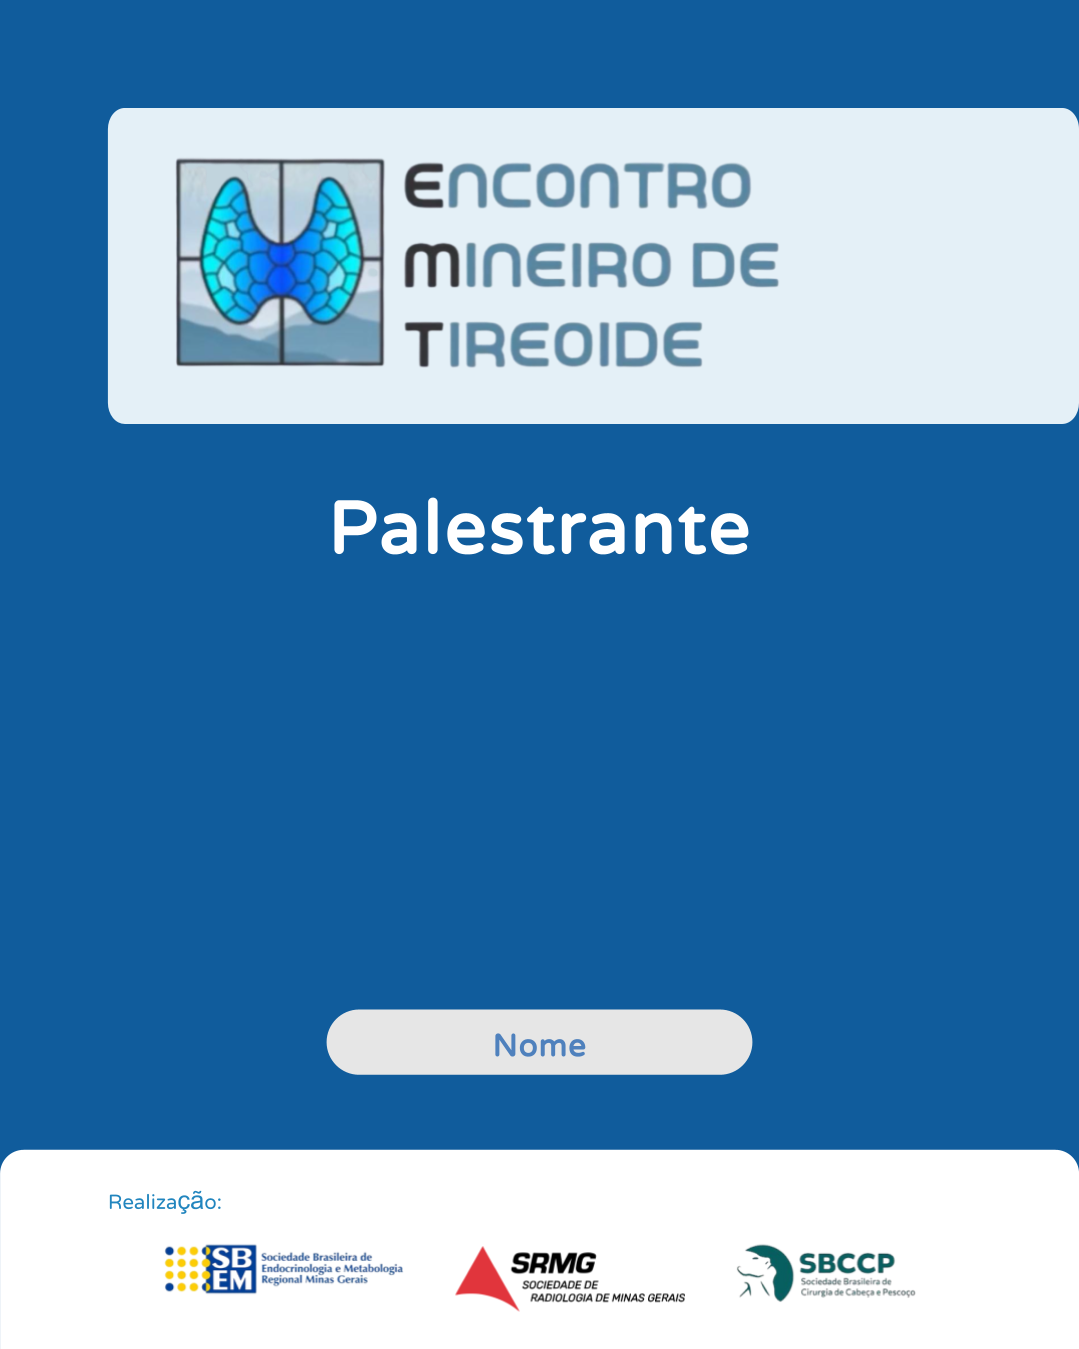 ENCONTRO
MINEIRO DE
TIREOIDE
Palestrante
Nome
Realização:
SB
EM
Sociedade Brasileira de
Endocrinologia e Metabologia
Regional Minas Gerais
SRMG
SOCIEDADE DE
RADIOLOGIA DE MINAS GERAIS
SBCCP
Sociedade Brasileira de
Cirurgia de Cabeça e Pescoço